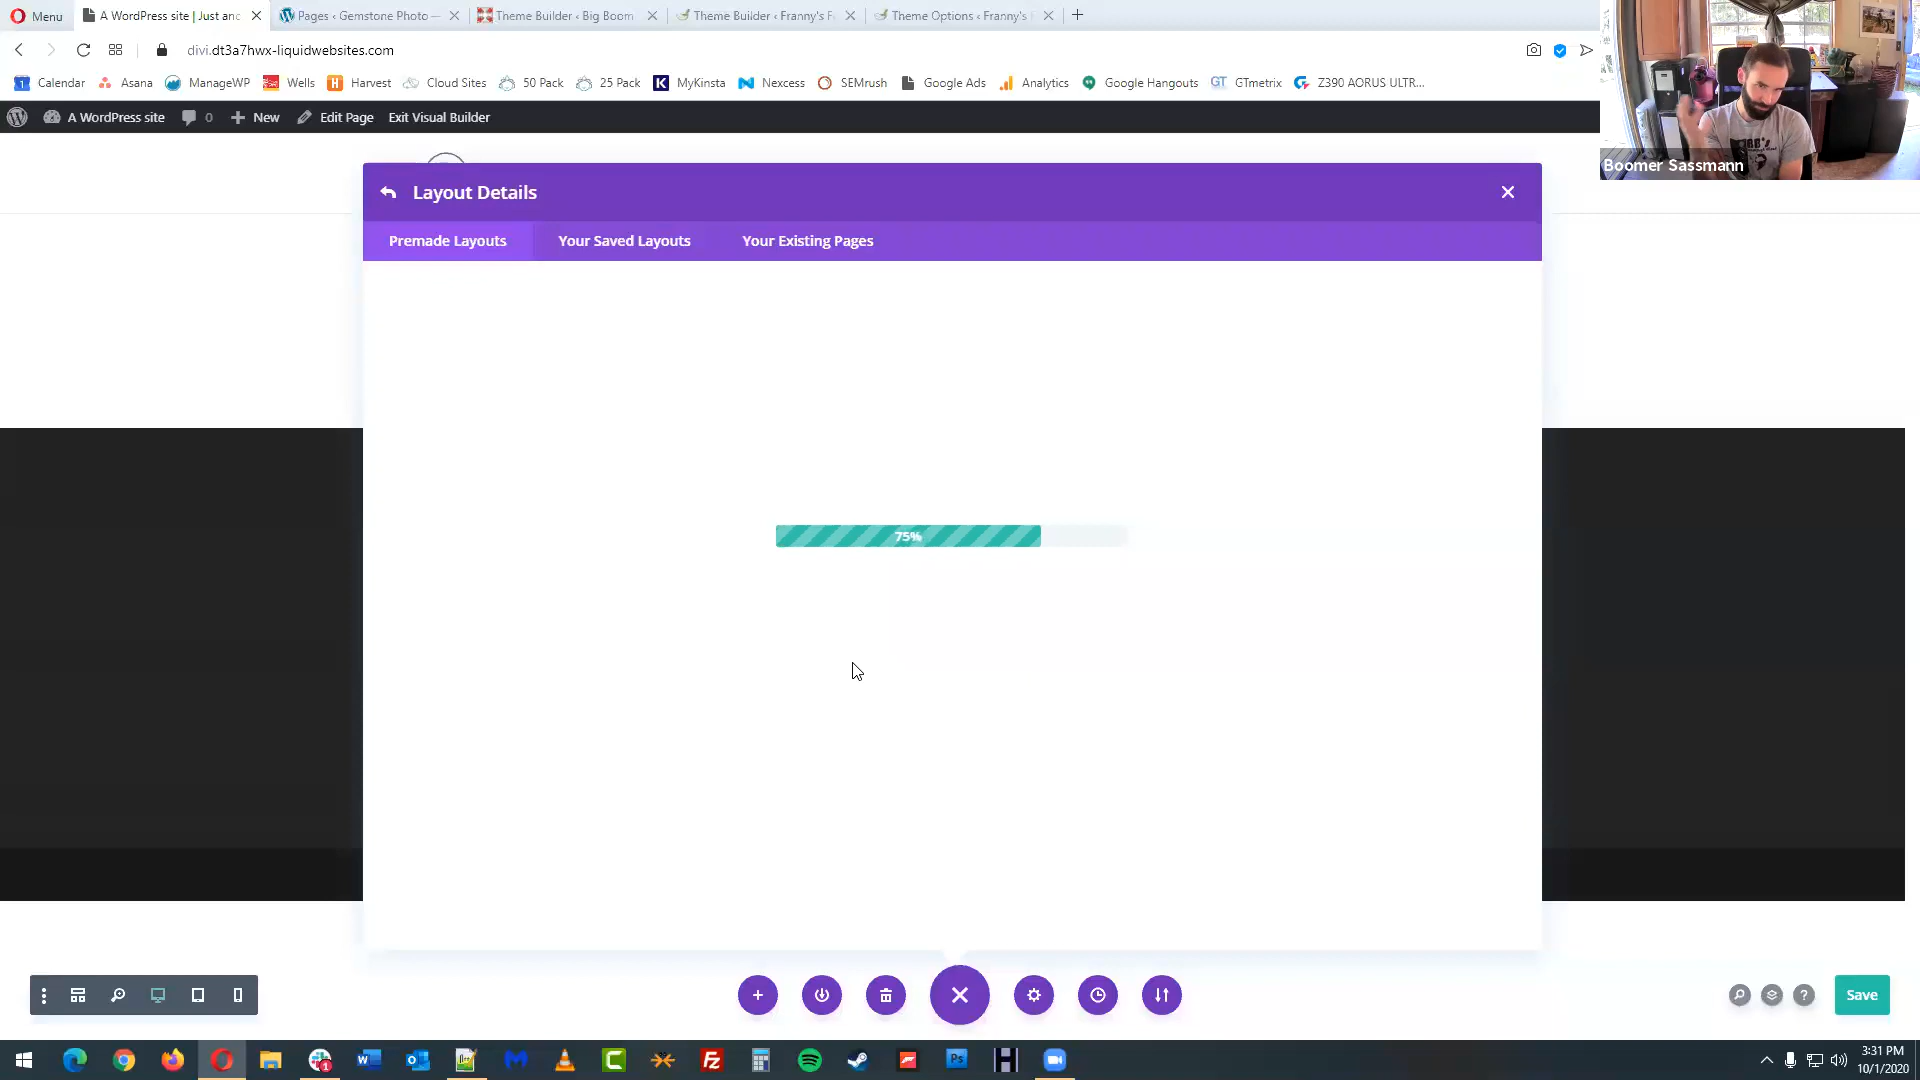 Menu
A WordPress site | Just anc
Pages ‹ Gemstone Photo —
Theme Builder ‹ Big Boom
Theme Builder ‹ Franny's F
Theme Options ‹ Franny's
divi.dt3a7hwx-liquidwebsites.com
Calendar
Asana
ManageWP
Wells
Harvest
Cloud Sites
50 Pack
25 Pack
MyKinsta
Nexcess
SEMrush
Google Ads
Analytics
Google Hangouts
GT
GTmetrix
Z390 AORUS ULTR...
A WordPress site
0
New
Edit Page
Exit Visual Builder
Boomer Sassmann
Layout Details
Premade Layouts
Your Saved Layouts
Your Existing Pages
75%
Save
3:31 PM
10/1/2020